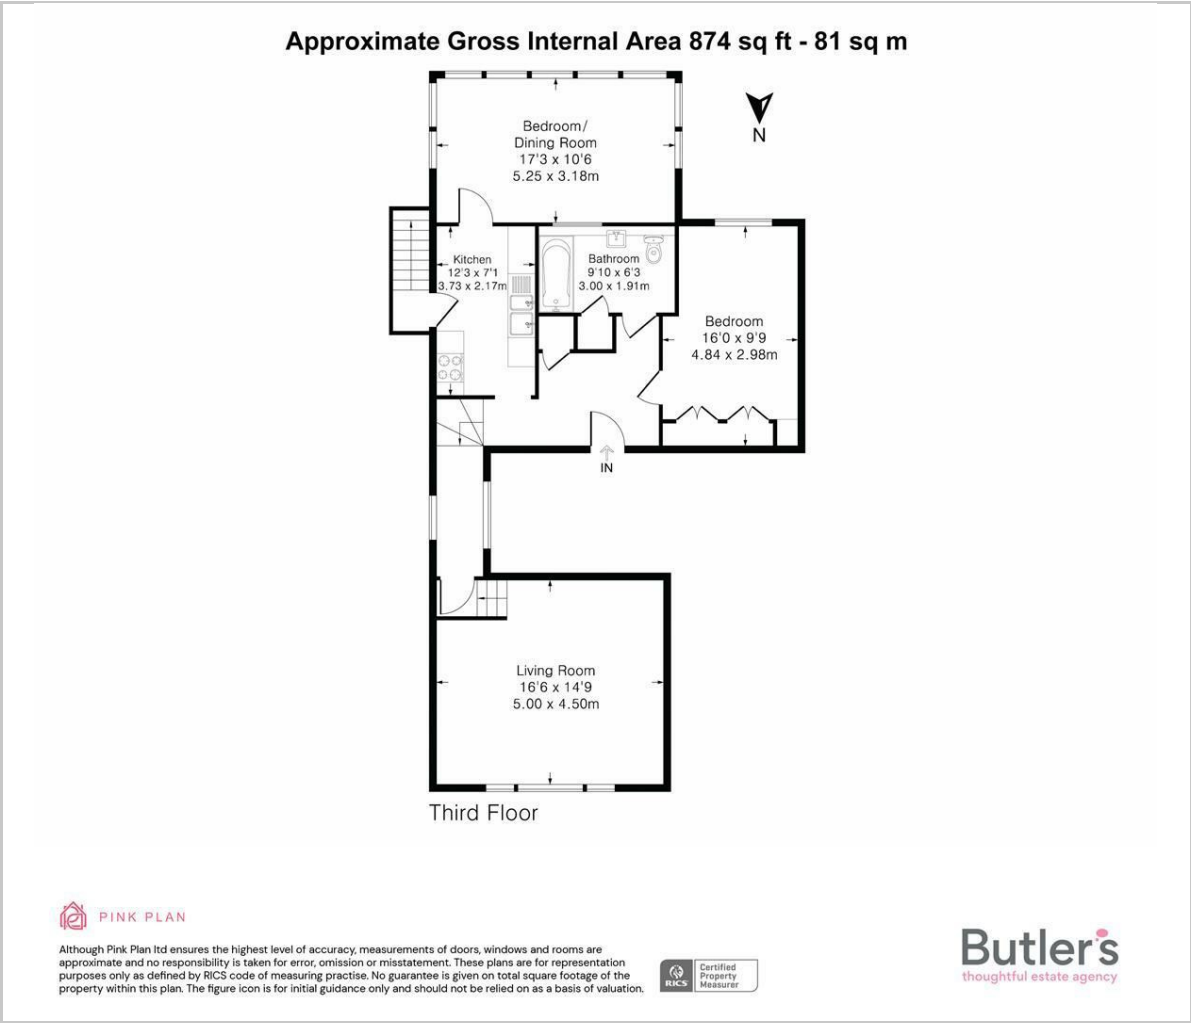 Approximate Gross Internal Area 874 sq ft - 81 sq m
N
Bedroom/
Dining Room
17'3 x 10'6
5.25 x 3.18m
Kitchen
12'3 x 7'1
3.73 x 2.17m
Bathroom
9'10 x 6'3
3.00 x 1.91m
Bedroom
16'0 x 9'9
4.84 x 2.98m
IN
Living Room
16'6 x 14'9
5.00 x 4.50m
Third Floor
PINK PLAN
Although Pink Plan ltd ensures the highest level of accuracy, measurements of doors, windows and rooms are
approximate and no responsibility is taken for error, omission or misstatement. These plans are for representation
purposes only as defined by RICS code of measuring practise. No guarantee is given on total square footage of the
property within this plan. The figure icon is for initial guidance only and should not be relied on as a basis of valuation.
RICS
Certified
Property
Measurer
Butler's
thoughtful estate agency